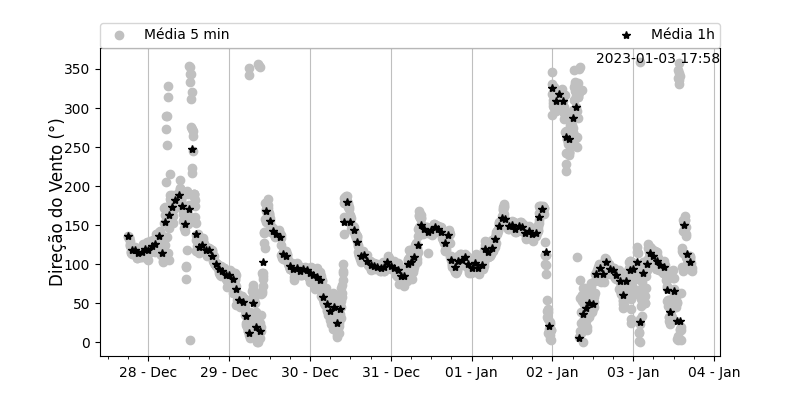 Média 5 min
Média 1h
2023-01-03 17:58
Direção do Vento (°)
350
300
250
200
150
100
50
0
28 - Dec
29 - Dec
30 - Dec
31 - Dec
01 - Jan
02 - Jan
03 - Jan
04 - Jan